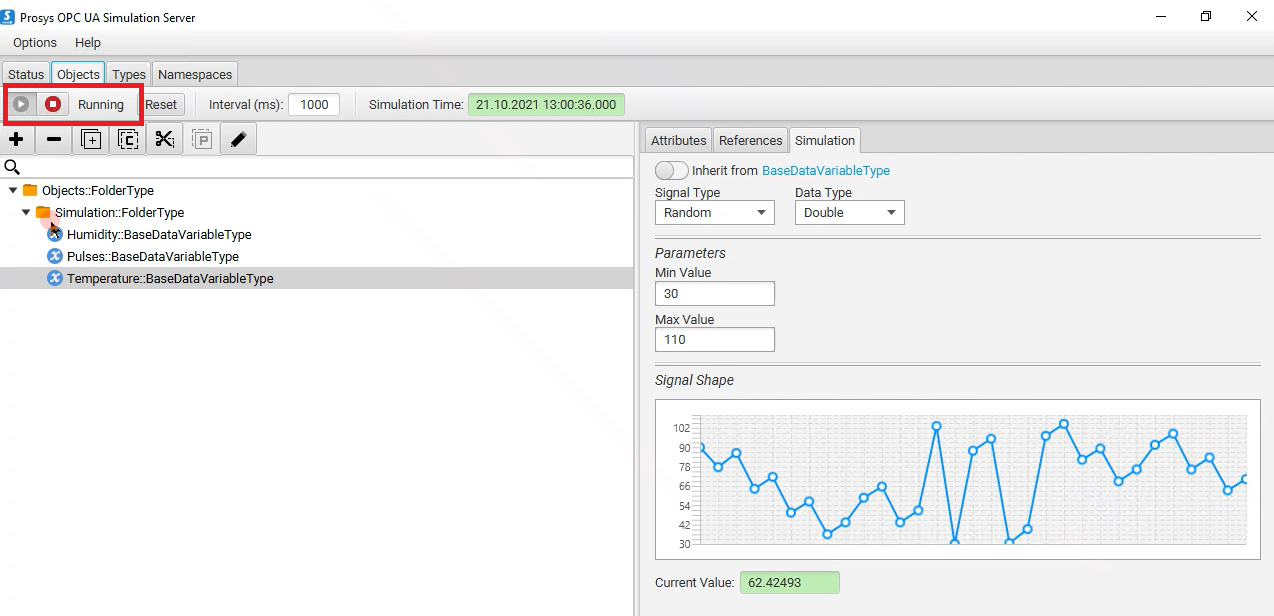 Prosys OPC UA Simulation Server
Options Help
Status Objects Types Namespaces
Running Reset Interval (ms): 1000 Simulation Time: 21.10.2021 13:00:36.000
Attributes References Simulation
Inherit from BaseDataVariableType
Objects::FolderType
Simulation::FolderType
Humidity::BaseDataVariableType
Pulses::BaseDataVariableType
Temperature::BaseDataVariableType
Signal Type Data Type
Random Double
Parameters
Min Value
30
Max Value
110
Signal Shape
102
90
78
66
54
42
30
Current Value: 62.42493